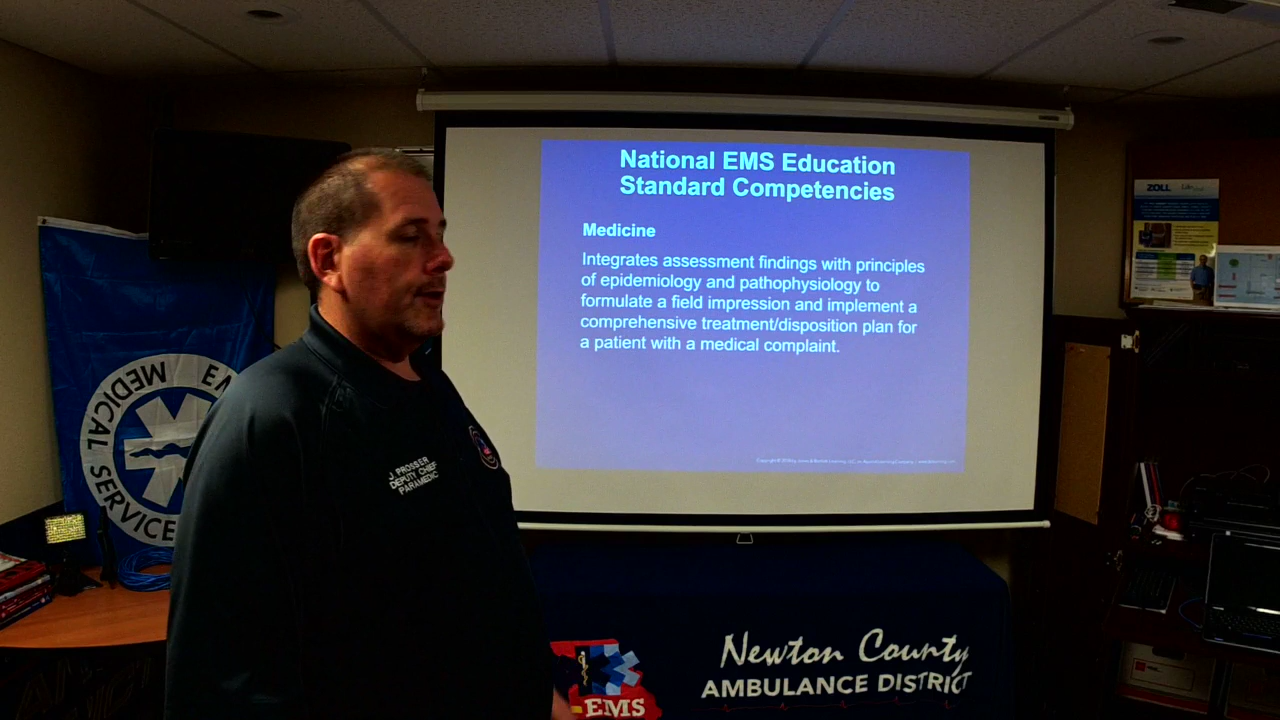 National EMS Education
Standard Competencies
Medicine
Integrates assessment findings with principles
of epidemiology and pathophysiology to
formulate a field impression and implement a
comprehensive treatment/disposition plan for
a patient with a medical complaint.
ZOLL
MEDICAL SERVICE
J PROSSER
DEPUTY CHIEF
PARAMEDIC
Newton County
AMBULANCE DISTRICT
EMS